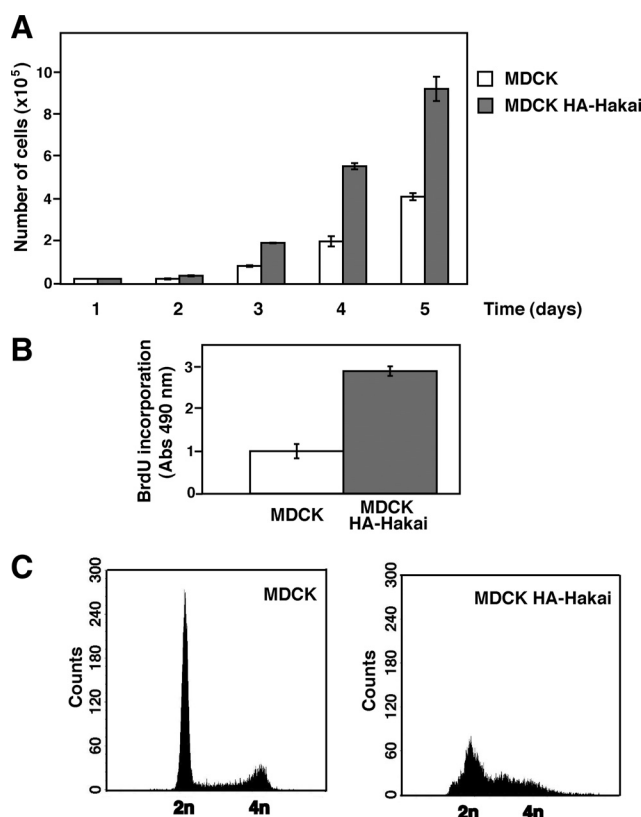 A
Number of cells (x10⁵)
10
8
6
4
2
0
1 2 3 4 5 Time (days)
MDCK
MDCK HA-Hakai
B
BrdU incorporation
(Abs 490 nm)
3
2
1
0
MDCK
MDCK
HA-Hakai
C
Counts
300
240
180
120
60
0
MDCK
2n 4n
Counts
300
240
180
120
60
0
MDCK HA-Hakai
2n 4n